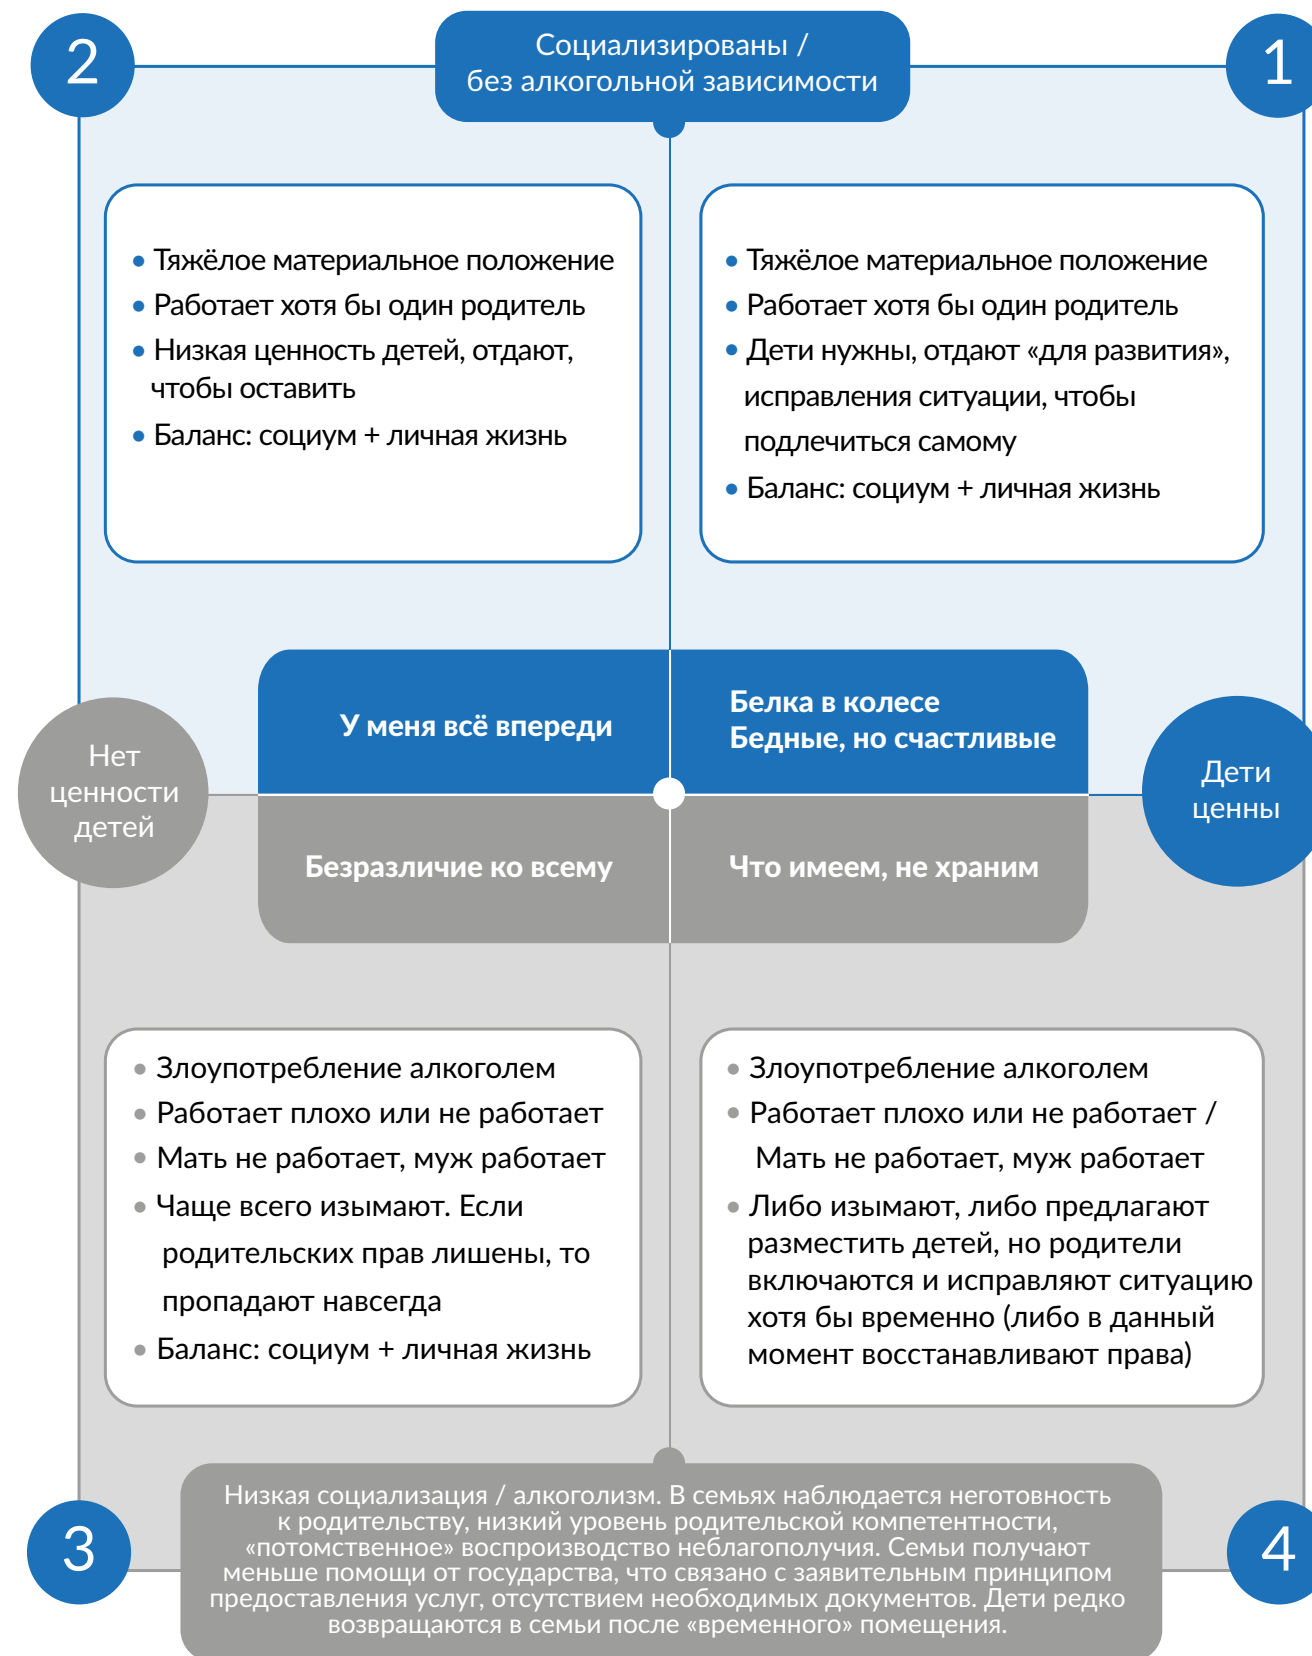 2
Социализированы /
без алкогольной зависимости
1
• Тяжёлое материальное положение
• Работает хотя бы один родитель
• Низкая ценность детей, отдают,
чтобы оставить
• Баланс: социум + личная жизнь
• Тяжёлое материальное положение
• Работает хотя бы один родитель
• Дети нужны, отдают «для развития»,
исправления ситуации, чтобы
подлечиться самому
• Баланс: социум + личная жизнь
Нет
ценности
детей
У меня всё впереди
Белка в колесе
Бедные, но счастливые
Дети
ценны
Безразличие ко всему
Что имеем, не храним
• Злоупотребление алкоголем
• Работает плохо или не работает
• Мать не работает, муж работает
• Чаще всего изымают. Если
родительских прав лишены, то
пропадают навсегда
• Баланс: социум + личная жизнь
• Злоупотребление алкоголем
• Работает плохо или не работает /
Мать не работает, муж работает
• Либо изымают, либо предлагают
разместить детей, но родители
включаются и исправляют ситуацию
хотя бы временно (либо в данный
момент восстанавливают права)
3
Низкая социализация / алкоголизм. В семьях наблюдается неготовность
к родительству, низкий уровень родительской компетентности,
«потомственное» воспроизводство неблагополучия. Семьи получают
меньше помощи от государства, что связано с заявительным принципом
предоставления услуг, отсутствием необходимых документов. Дети редко
возвращаются в семьи после «временного» помещения.
4